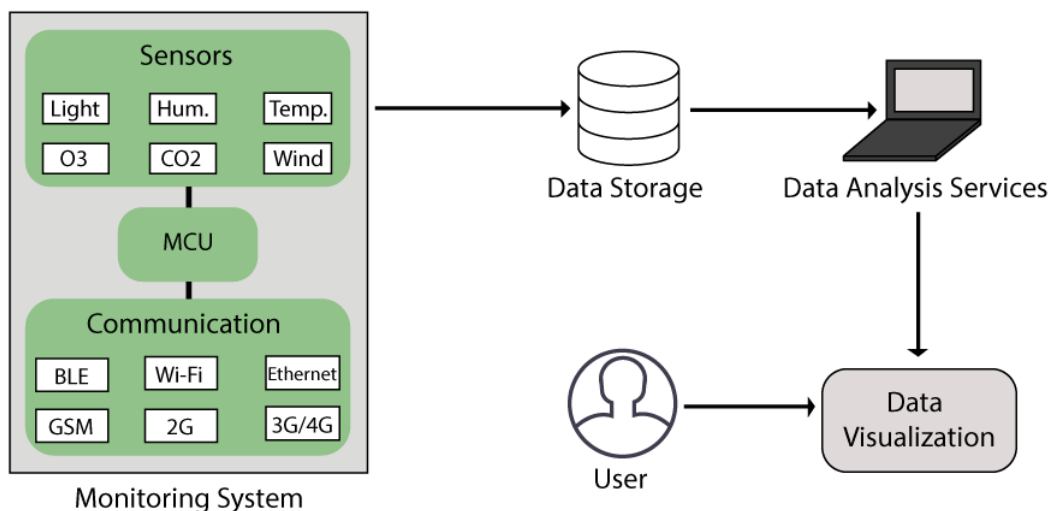 Sensors
Light Hum. Temp.
O3 CO2 Wind
MCU
Communication
BLE Wi-Fi Ethernet
GSM 2G 3G/4G
Monitoring System
Data Storage
Data Analysis Services
User
Data
Visualization